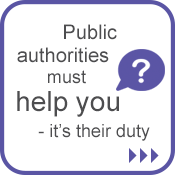 Public
authorities
must
help you
- it's their duty
?